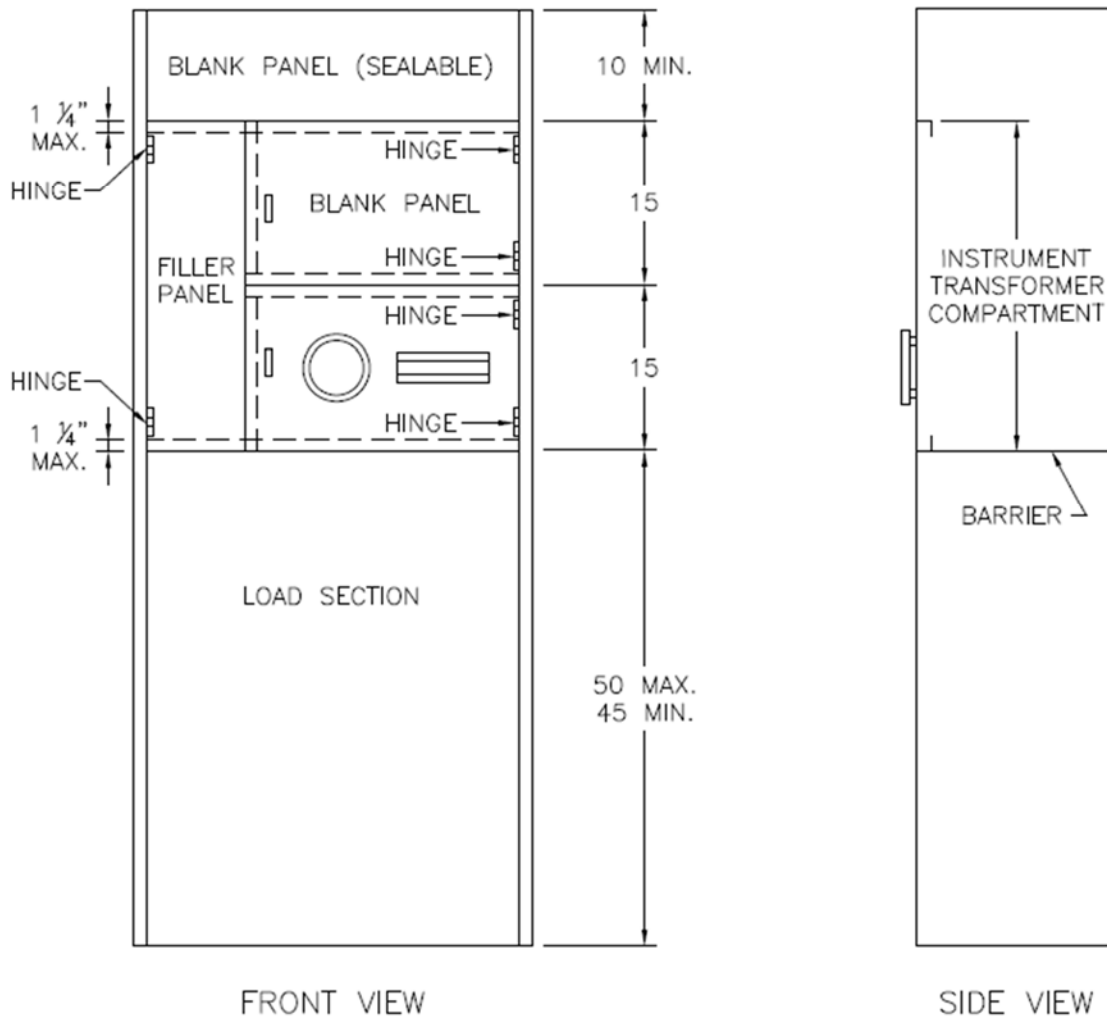 BLANK PANEL (SEALABLE)
10 MIN.
1 ¼"
MAX.
HINGE
HINGE
BLANK PANEL
15
HINGE
FILLER
PANEL
INSTRUMENT
TRANSFORMER
COMPARTMENT
HINGE
15
HINGE
HINGE
1 ¼"
MAX.
BARRIER
LOAD SECTION
50 MAX.
45 MIN.
FRONT VIEW
SIDE VIEW